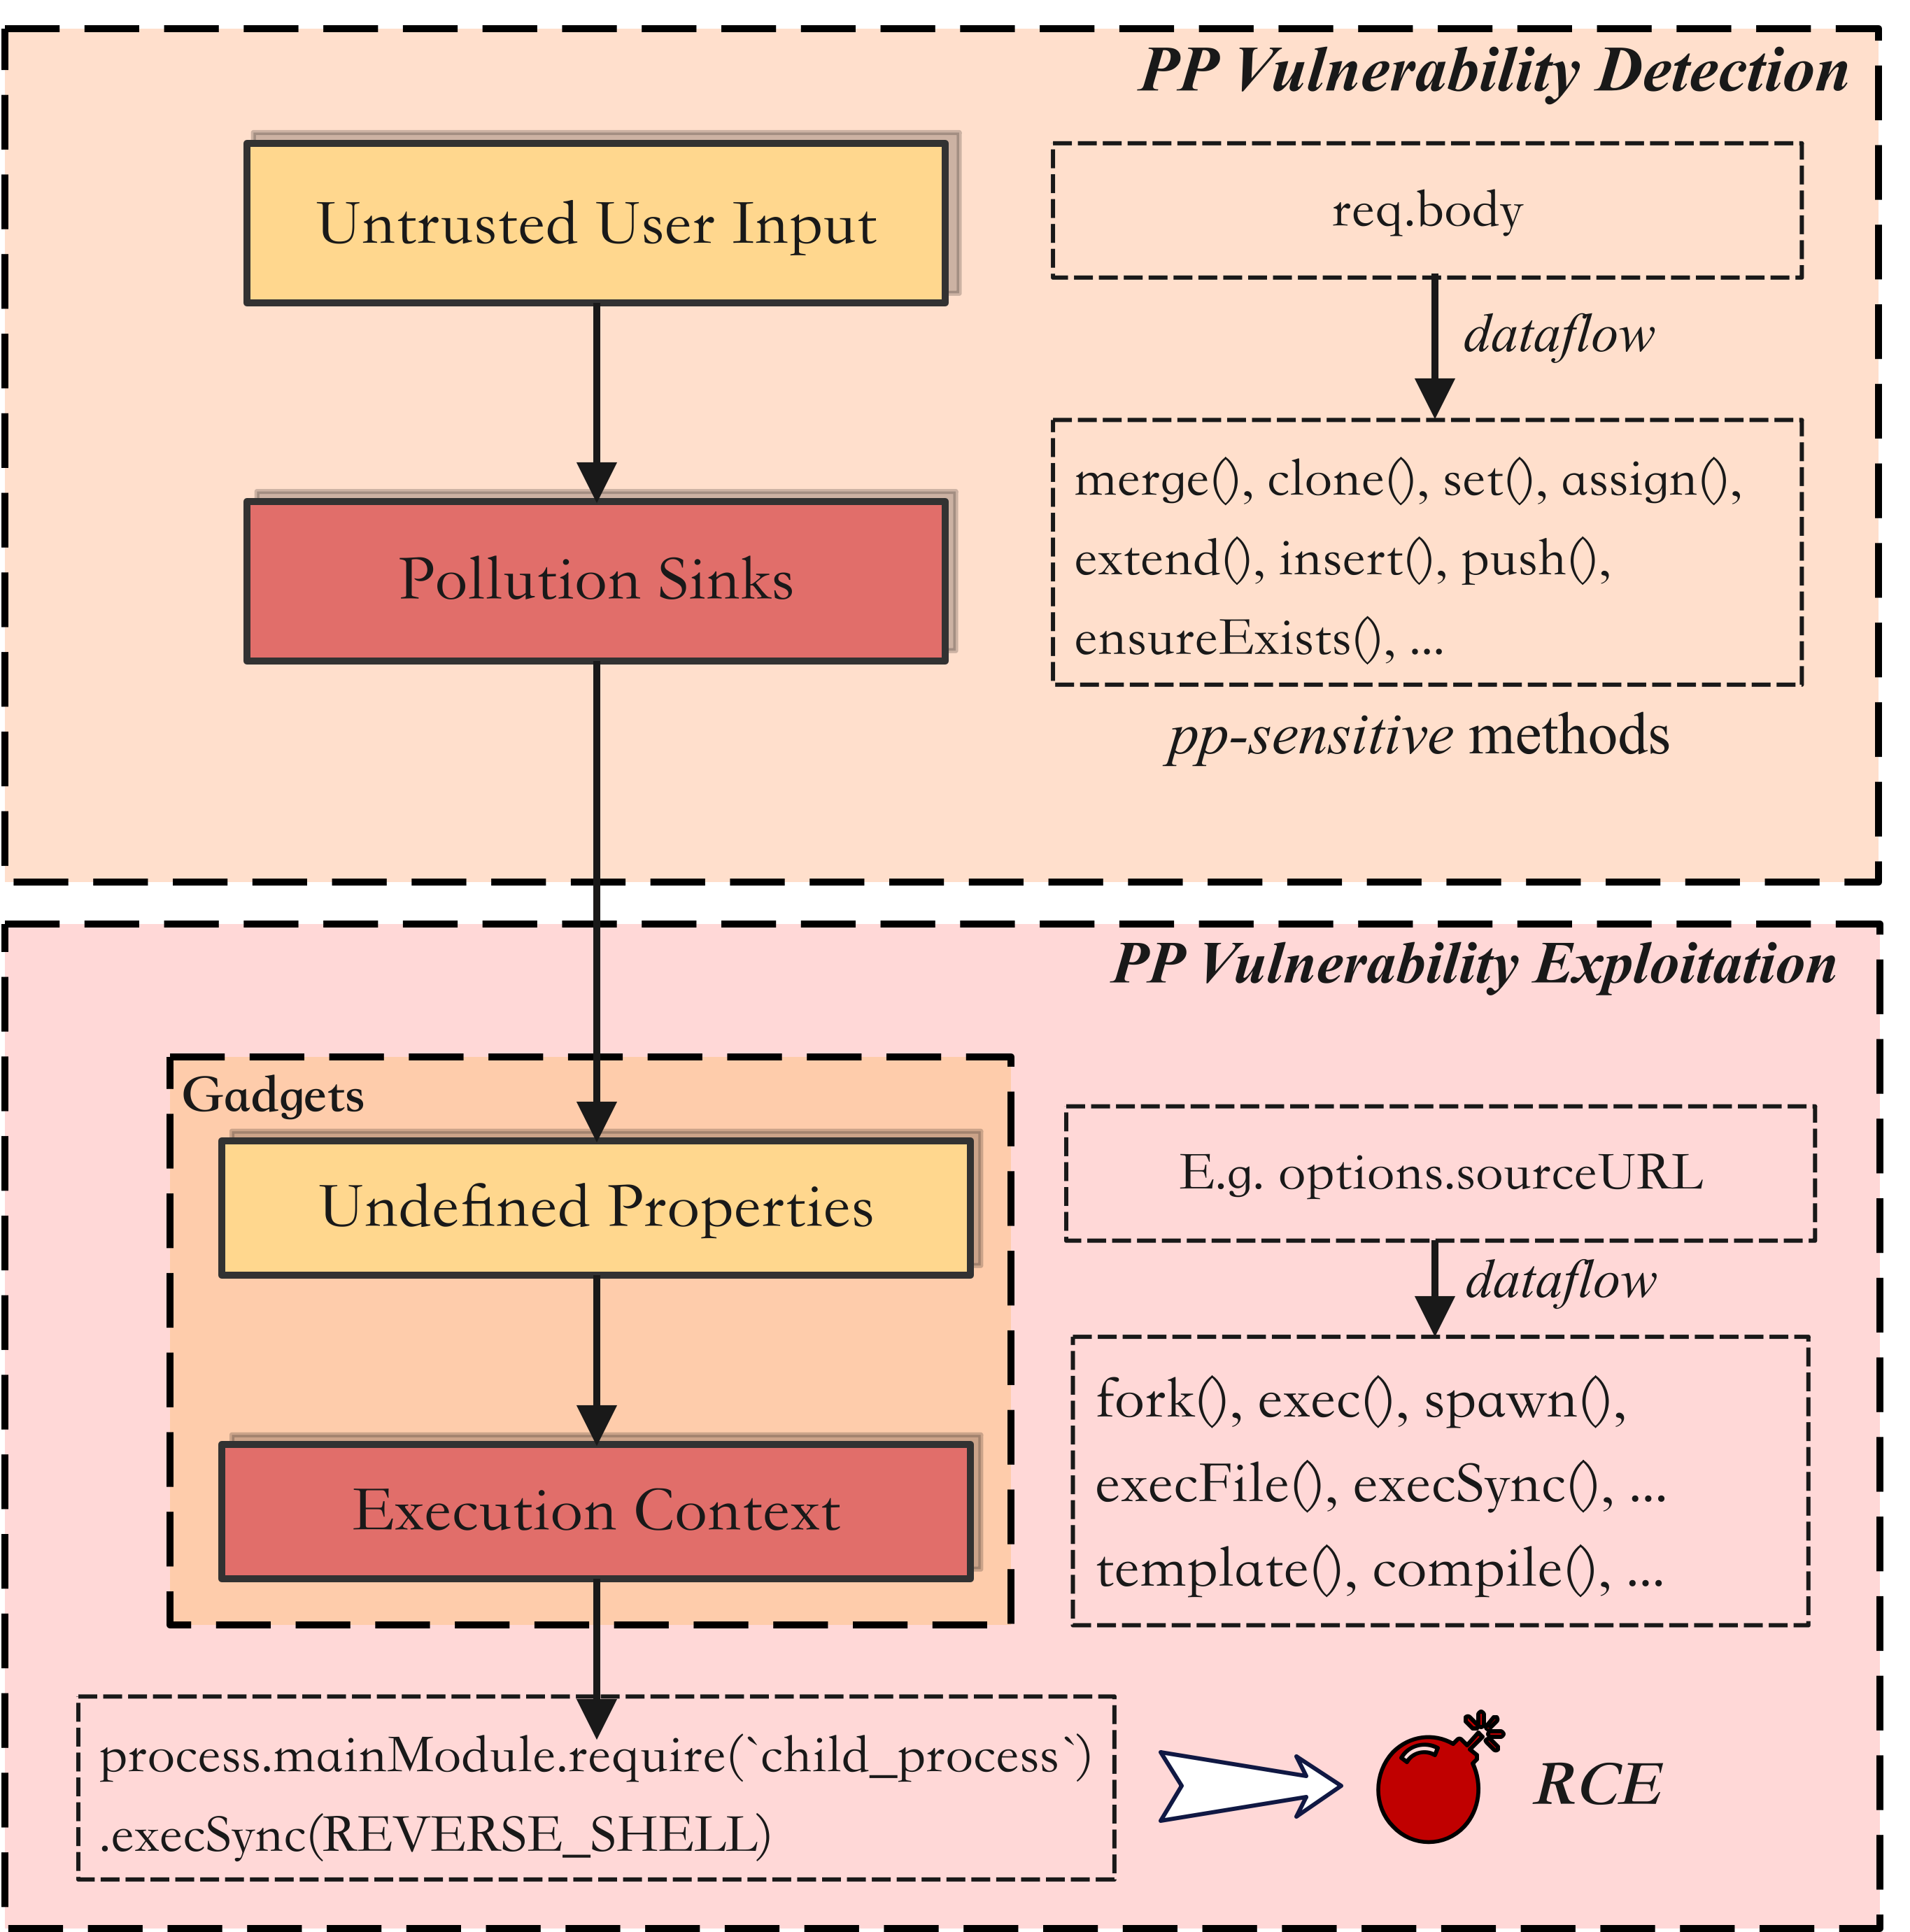 PP Vulnerability Detection
Untrusted User Input
req.body
dataflow
Pollution Sinks
merge(), clone(), set(), assign(),
extend(), insert(), push(),
ensureExists(), ...
pp-sensitive methods
PP Vulnerability Exploitation
Gadgets
Undefined Properties
E.g. options.sourceURL
dataflow
Execution Context
fork(), exec(), spawn(),
execFile(), execSync(), ...
template(), compile(), ...
process.mainModule.require(`child_process`)
.execSync(REVERSE_SHELL)
RCE